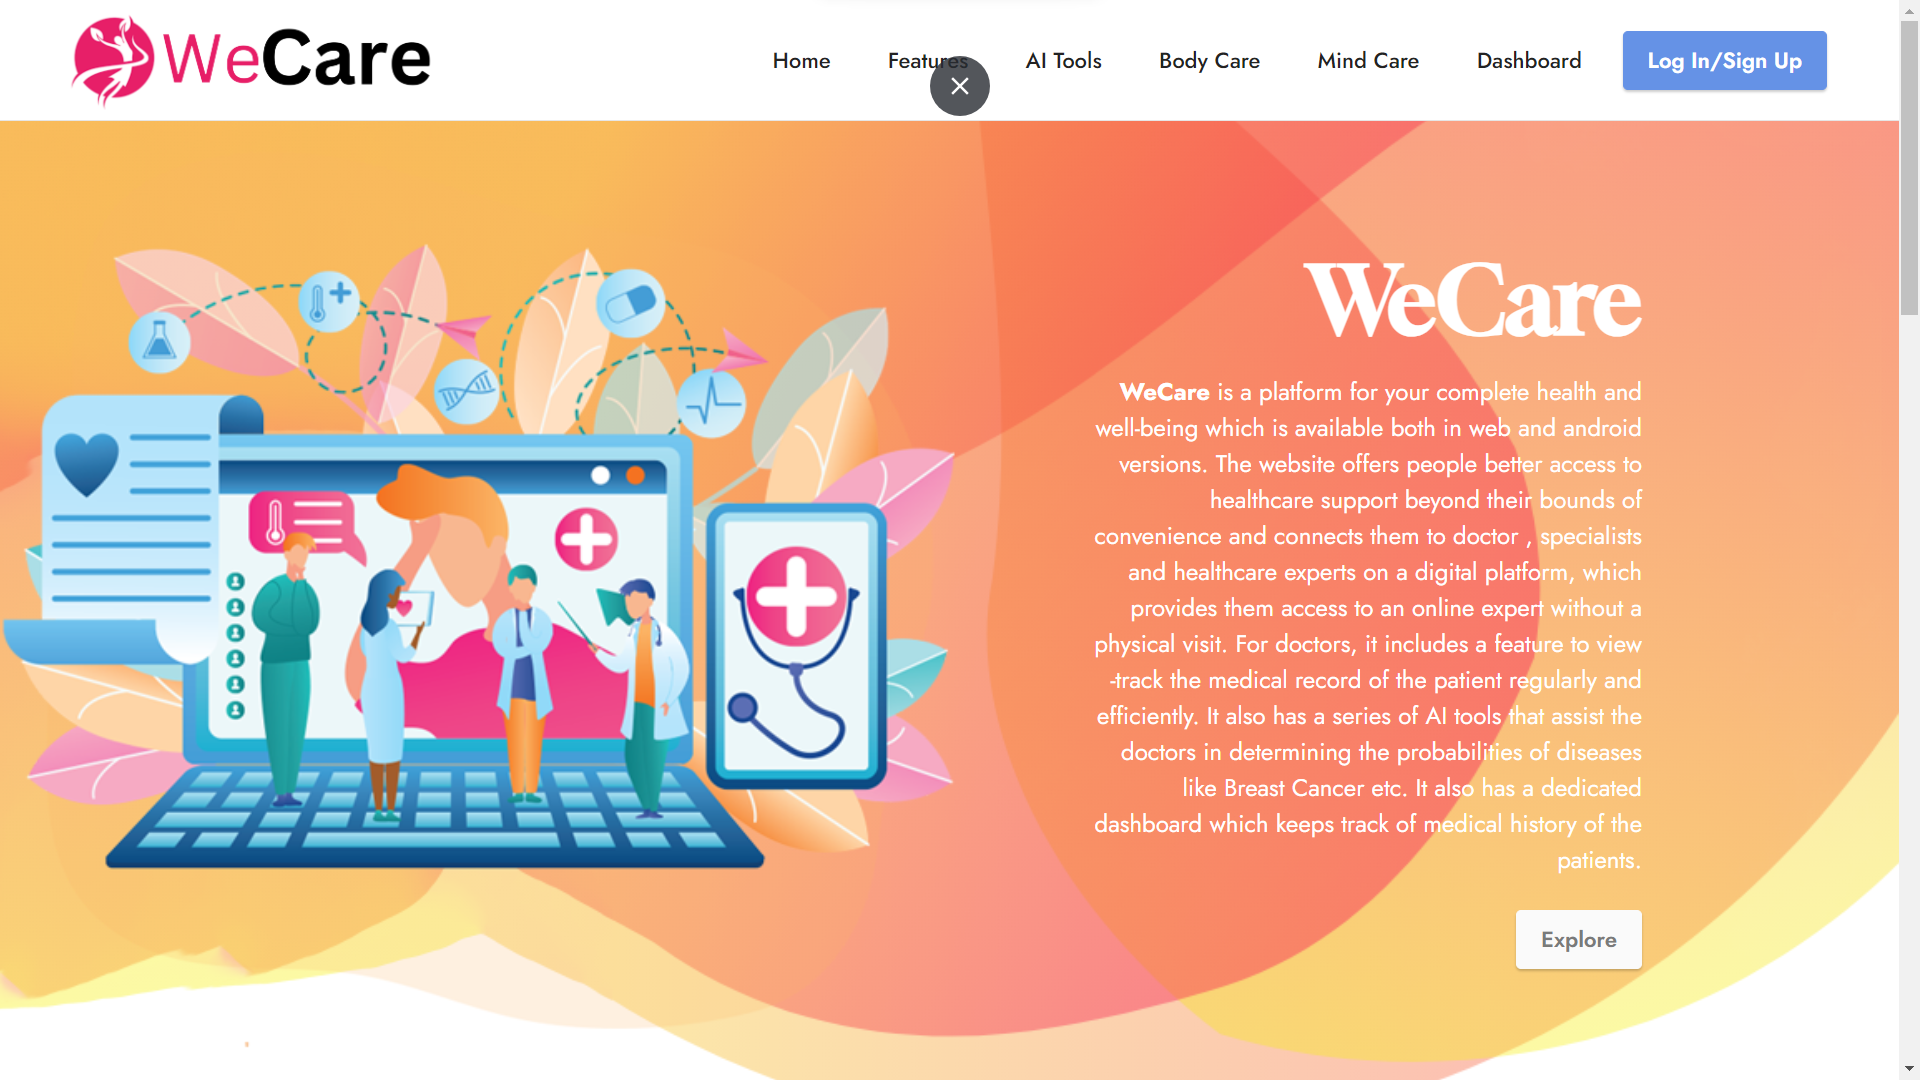 WeCare
Home Features AI Tools Body Care Mind Care Dashboard Log In/Sign Up
WeCare
WeCare is a platform for your complete health and
well-being which is available both in web and android
versions. The website offers people better access to
healthcare support beyond their bounds of
convenience and connects them to doctor , specialists
and healthcare experts on a digital platform, which
provides them access to an online expert without a
physical visit. For doctors, it includes a feature to view
-track the medical record of the patient regularly and
efficiently. It also has a series of AI tools that assist the
doctors in determining the probabilities of diseases
like Breast Cancer etc. It also has a dedicated
dashboard which keeps track of medical history of the
patients.
Explore